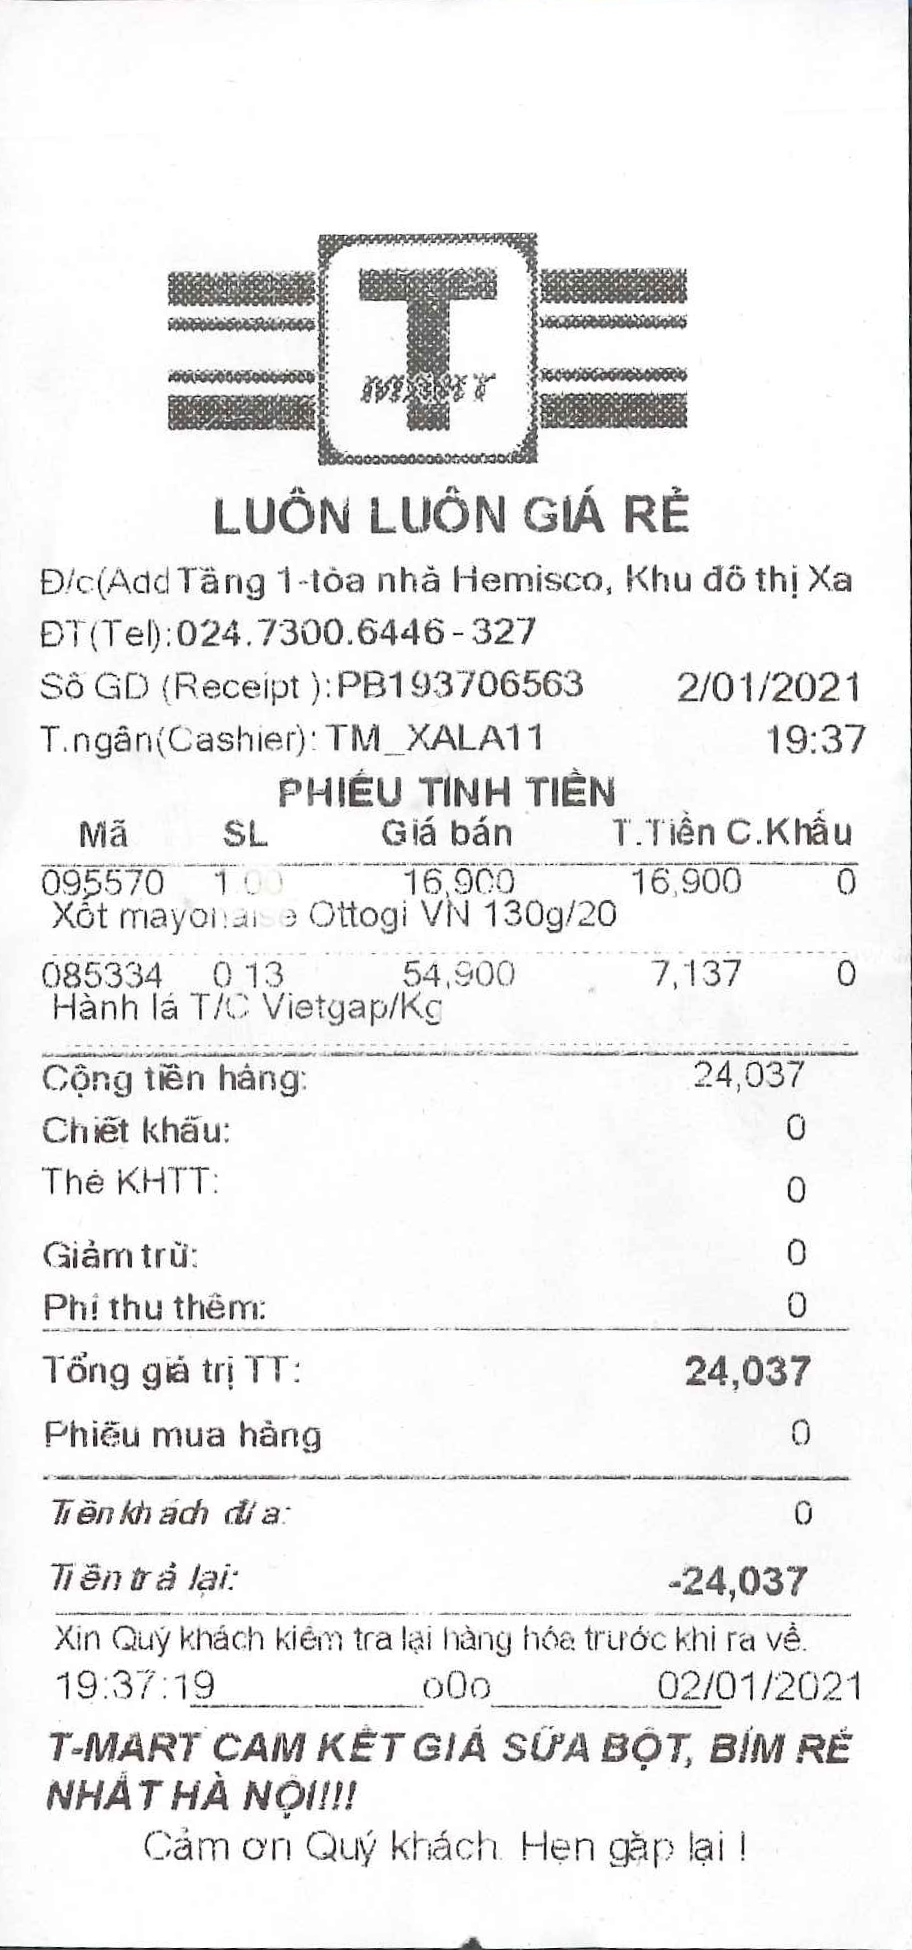 T
MART
LUÔN LUÔN GIÁ RẺ
Đ/c(Add Tầng 1-tòa nhà Hemisco, Khu đô thị Xa
ĐT(Tel):024.7300.6446-327
Số GD (Receipt ):PB193706563 2/01/2021
T.ngân(Cashier): TM_XALA11 19:37
PHIẾU TÍNH TIỀN
Mã SL Giá bán T.Tiền C.Khấu
095570 1.00 16,900 16,900 0
Xốt mayonaise Ottogi VN 130g/20
085334 0.13 54,900 7,137 0
Hành lá T/C Vietgap/Kg
Cộng tiền hàng: 24,037
Chiết khấu: 0
Thẻ KHTT: 0
Giảm trừ: 0
Phí thu thêm: 0
Tổng giá trị TT: 24,037
Phiếu mua hàng 0
Tiền khách đưa: 0
Tiền trả lại: -24,037
Xin Quý khách kiểm tra lại hàng hóa trước khi ra về.
19:37:19__________o0o__________02/01/2021
T-MART CAM KẾT GIÁ SỮA BỘT, BỈM RẺ
NHẤT HÀ NỘI!!!
Cảm ơn Quý khách. Hẹn gặp lại !